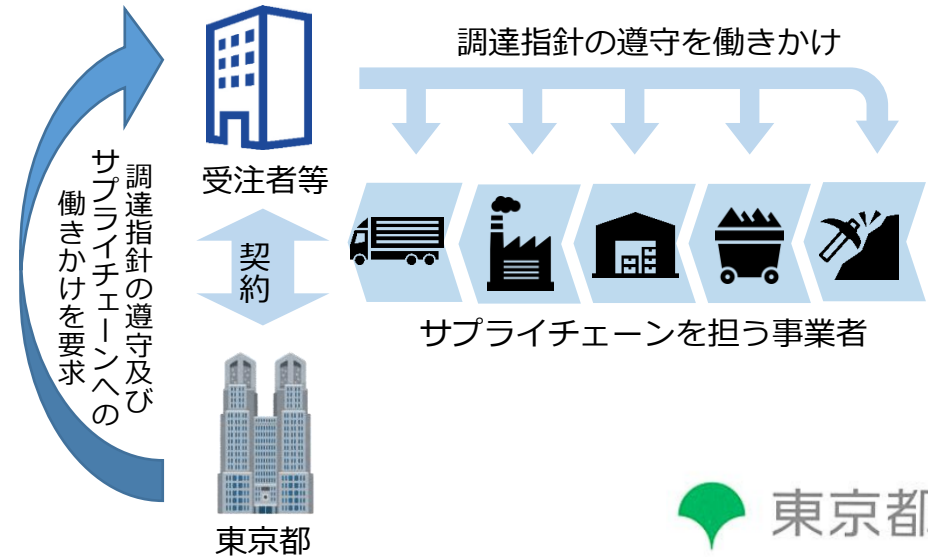 調達指針の遵守を働きかけ
受注者等
調達指針の遵守及び
サプライチェーンへの
働きかけを要求
契約
サプライチェーンを担う事業者
東京都
東京都